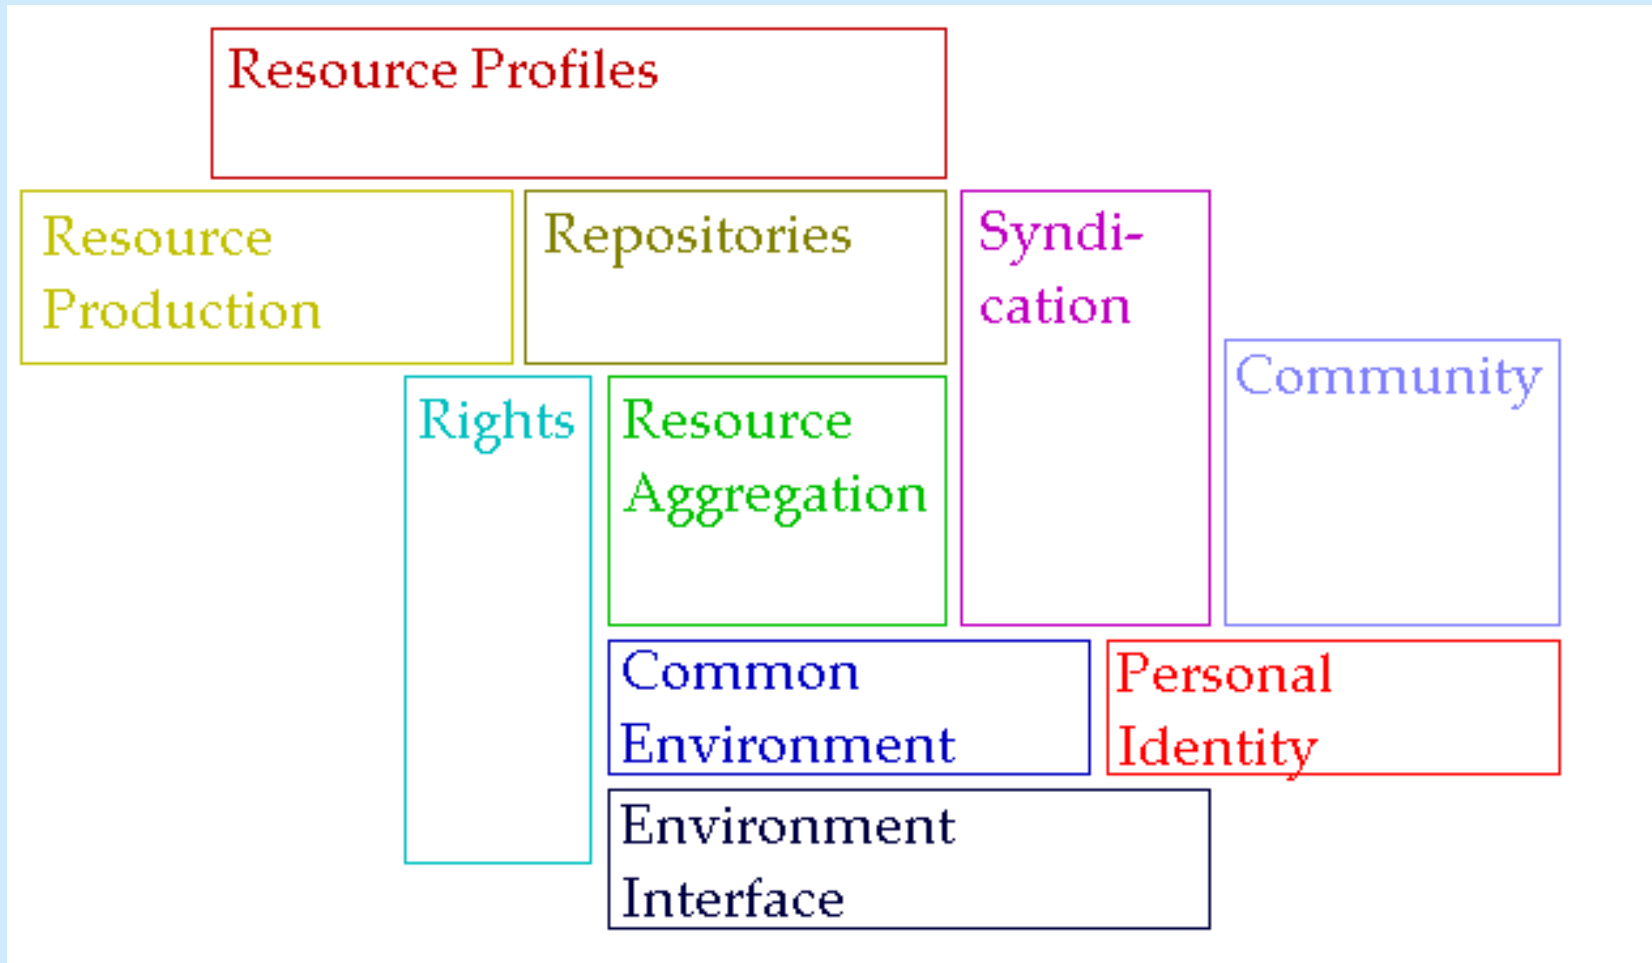 Resource Profiles
Resource
Production
Repositories
Syndi-
cation
Community
Rights
Resource
Aggregation
Common
Environment
Personal
Identity
Environment
Interface